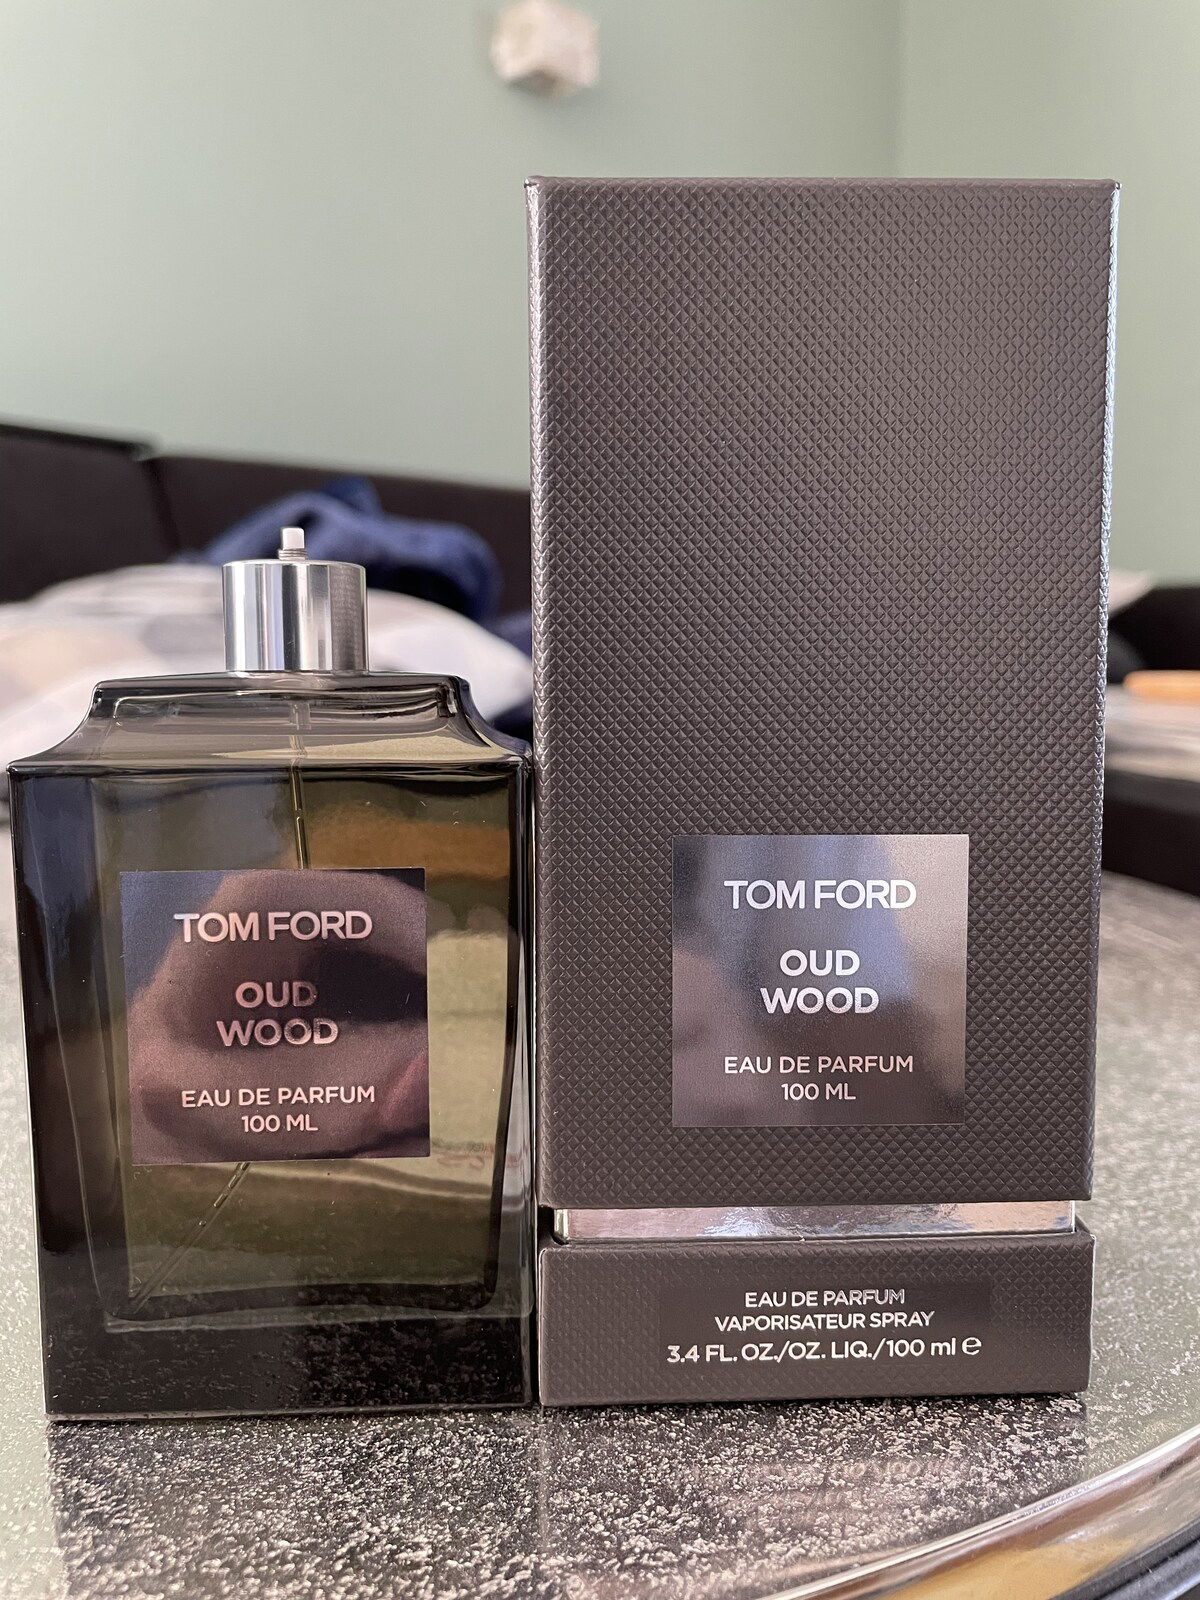 TOM FORD
OUD
WOOD
EAU DE PARFUM
100 ML
TOM FORD
OUD
WOOD
EAU DE PARFUM
100 ML
EAU DE PARFUM
VAPORISATEUR SPRAY
3.4 FL. OZ./OZ. LIQ./100 ml ℮